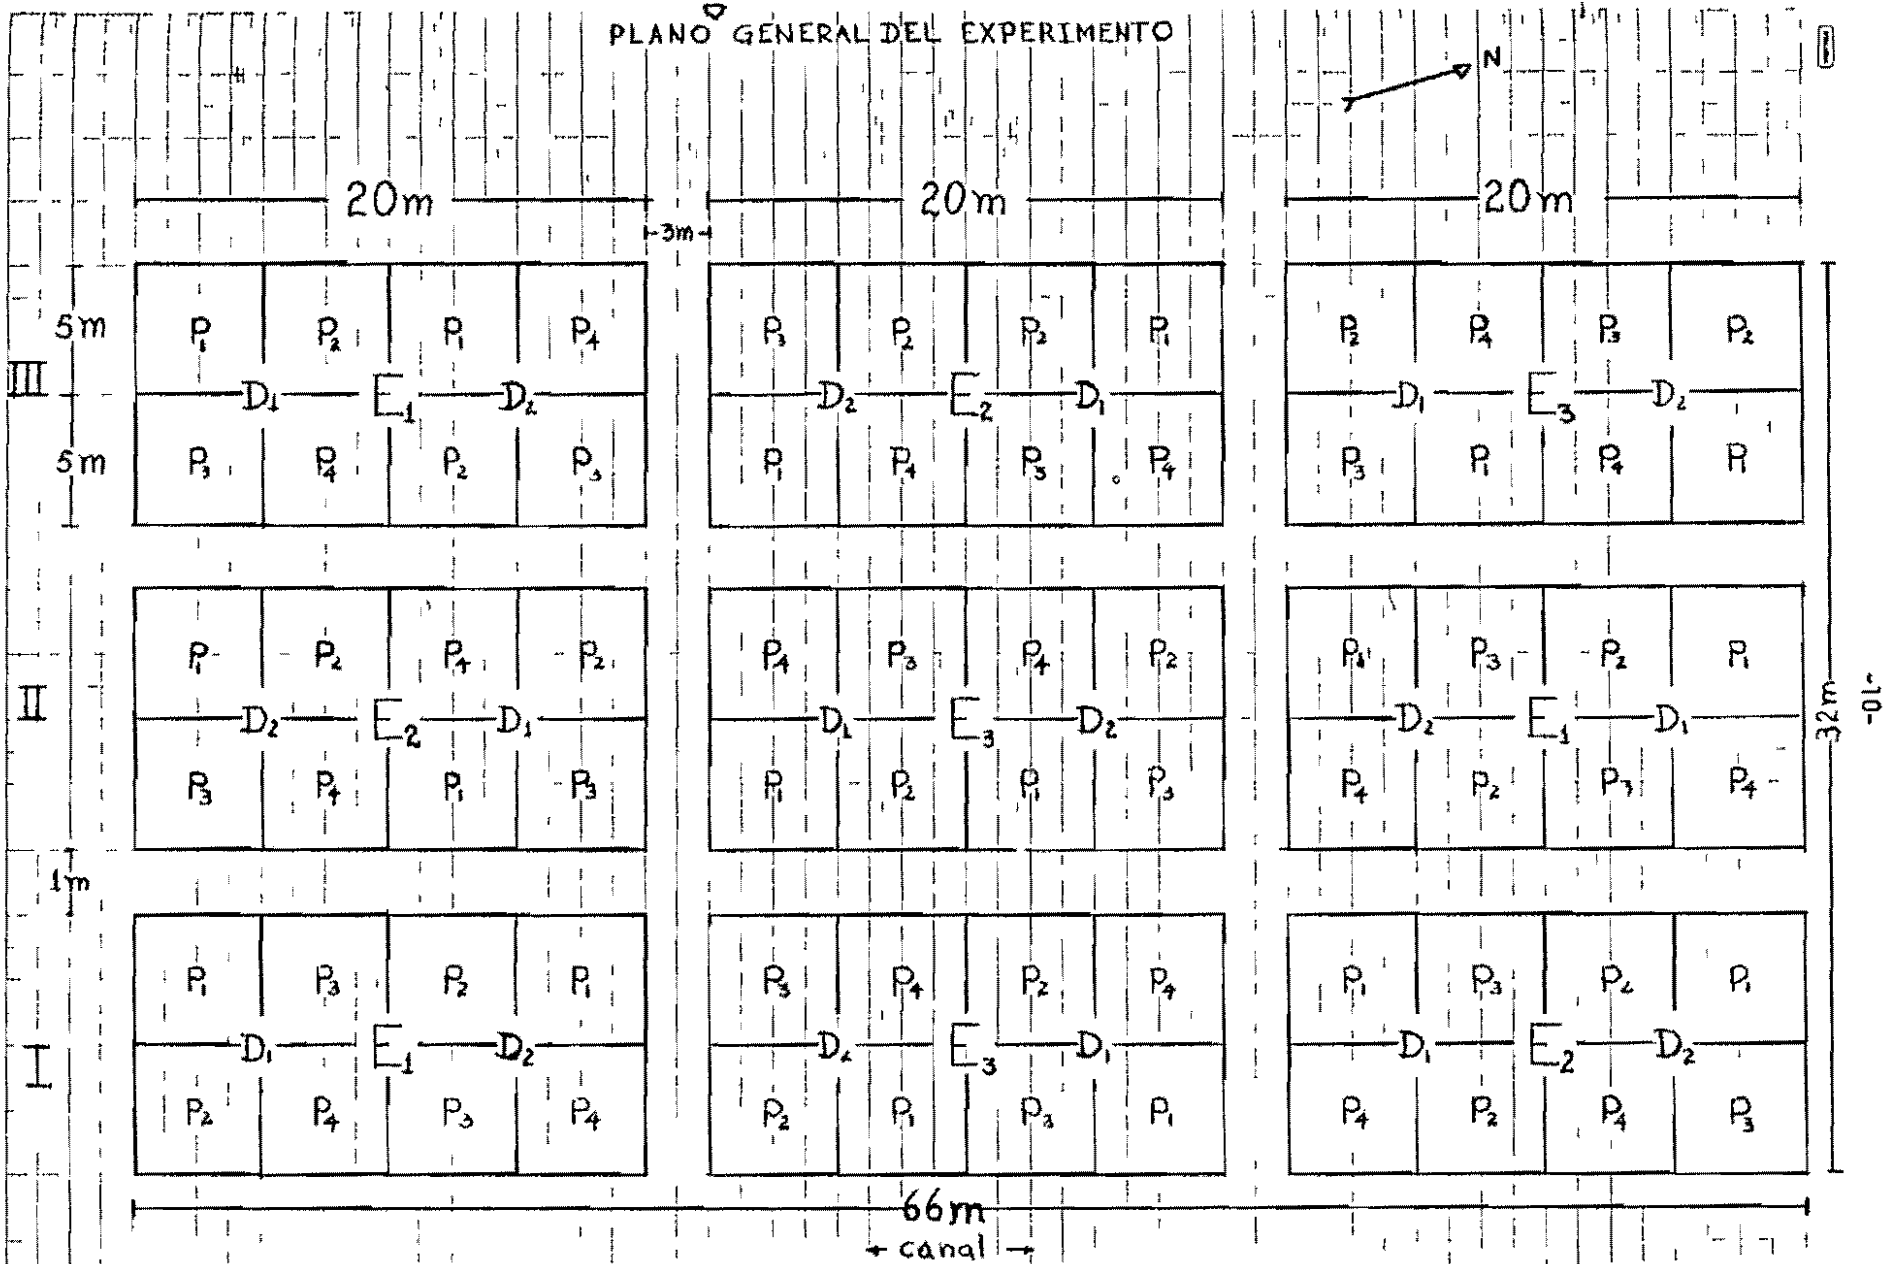 PLANO GENERAL DEL EXPERIMENTO
N
20m 20m 20m
3m
P₁ P₂ P₁ P₄ P₃ P₂ P₂ P₁ P₂ P₄ P₃ P₂
5m
III D₁ E₁ D₂ D₂ E₂ D₁ D₁ E₃ D₂
5m P₃ P₄ P₂ P₃ P₁ P₄ P₃ P₄ P₃ P₁ P₄ P₁
P₁ P₂ P₄ P₂ P₄ P₃ P₄ P₂ P₁ P₃ P₂ P₁
II D₂ E₂ D₁ D₁ E₃ D₂ D₂ E₁ D₁ 32m -10-
P₃ P₄ P₁ P₃ P₁ P₂ P₁ P₃ P₄ P₂ P₃ P₄
1m
P₁ P₃ P₂ P₁ P₃ P₄ P₂ P₄ P₁ P₃ P₂ P₁
I D₁ E₁ D₂ D₂ E₃ D₁ D₁ E₂ D₂
P₂ P₄ P₃ P₄ P₂ P₁ P₃ P₁ P₄ P₂ P₄ P₃
66m
← canal →